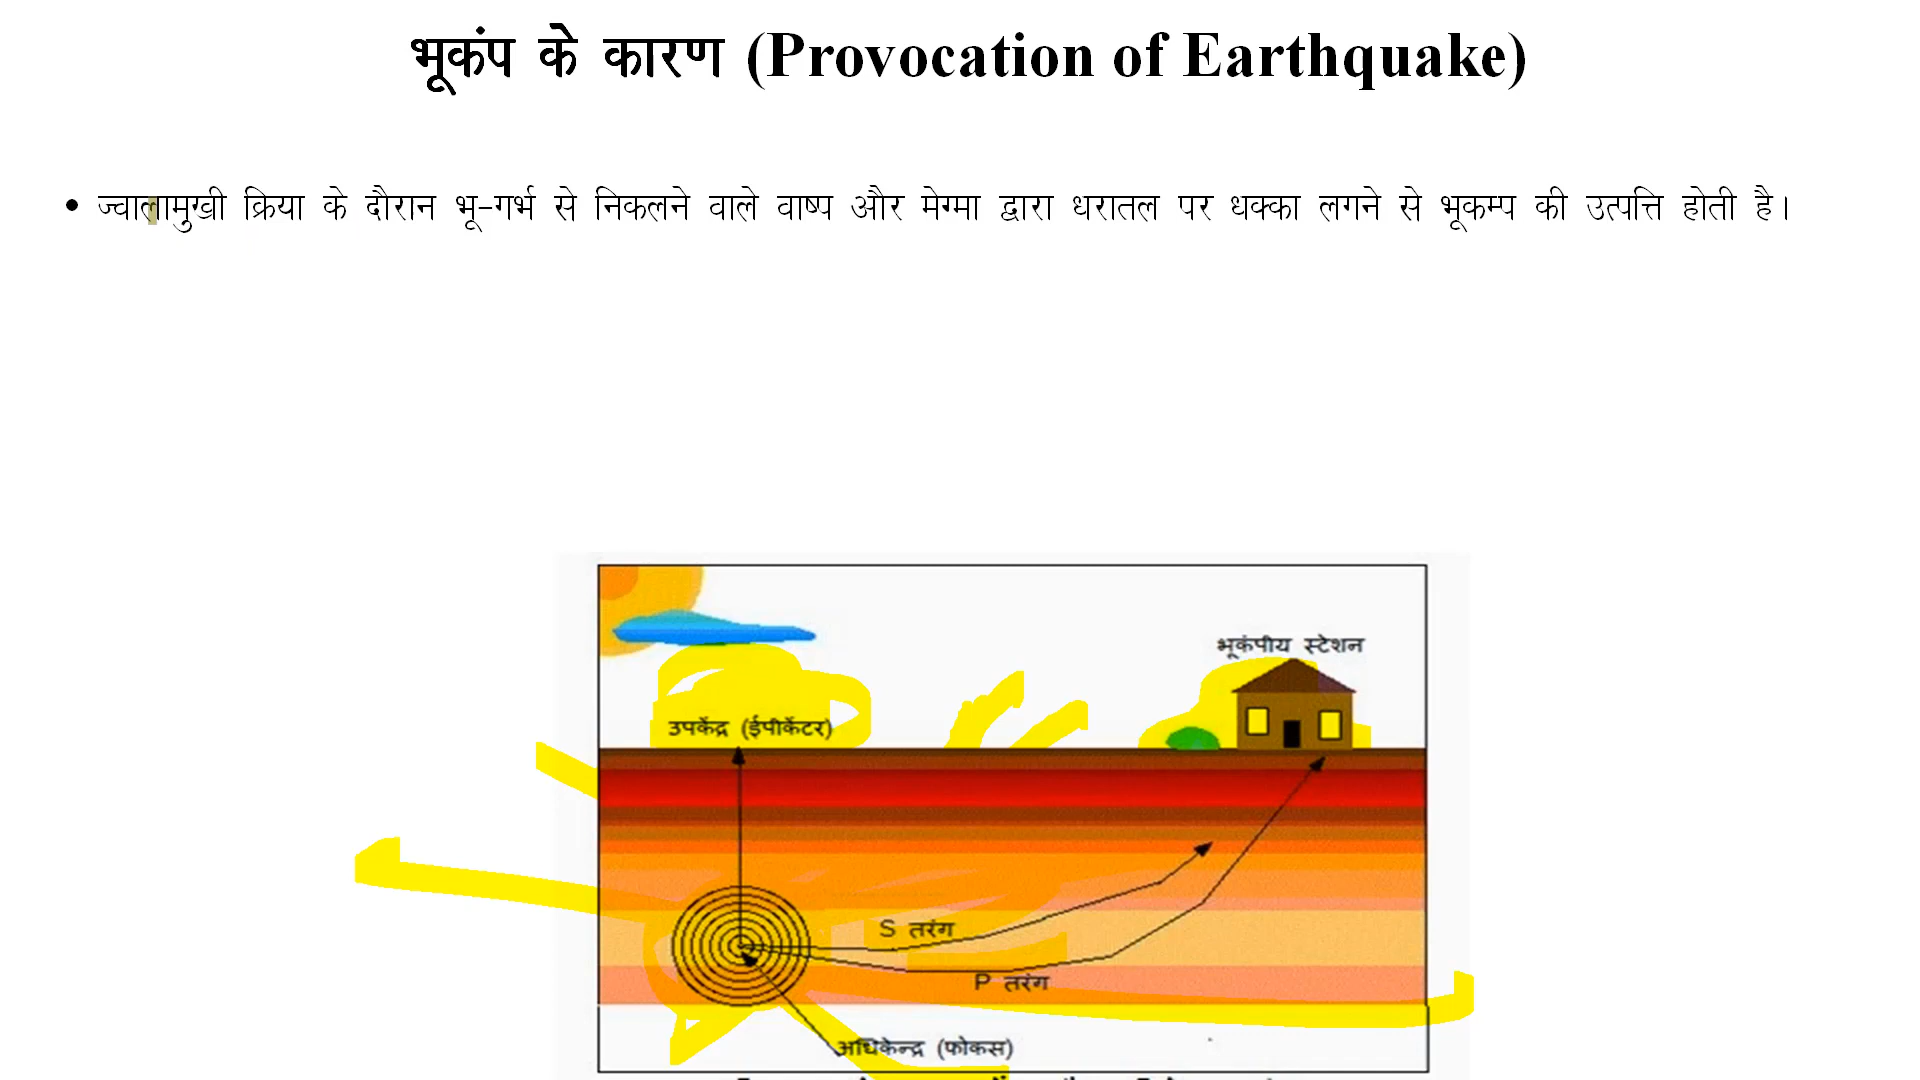 भूकंप के कारण (Provocation of Earthquake)
• ज्वालामुखी क्रिया के दौरान भू-गर्भ से निकलने वाले वाष्प और मेग्मा द्वारा धरातल पर धक्का लगने से भूकम्प की उत्पत्ति होती है।
भूकंपीय स्टेशन
उपकेंद्र (ईपीकेंटर)
S तरंग
P तरंग
अधिकेन्द्र (फोकस)